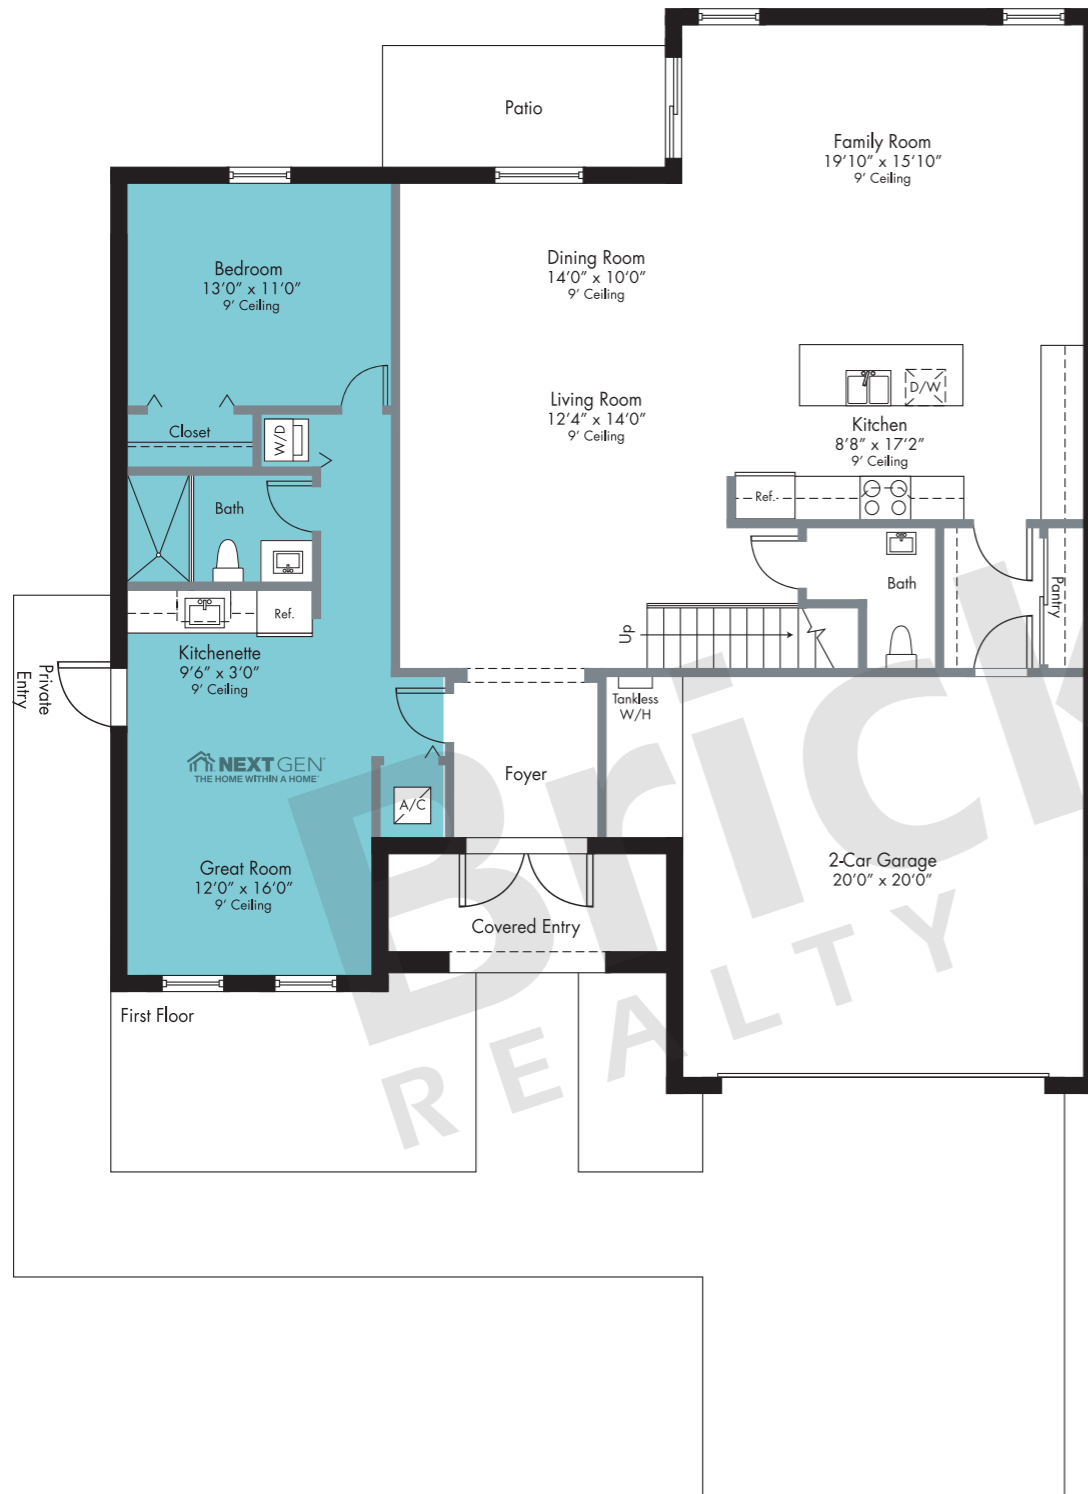 Patio
Family Room
19'10" x 15'10"
9' Ceiling
Bedroom
13'0" x 11'0"
9' Ceiling
Dining Room
14'0" x 10'0"
9' Ceiling
Living Room
12'4" x 14'0"
9' Ceiling
D/W
Kitchen
8'8" x 17'2"
9' Ceiling
Closet
W/D
Ref.
Bath
Bath
Pantry
Ref.
Up
Kitchenette
9'6" x 3'0"
9' Ceiling
Private
Entry
Tankless
W/H
NEXT GEN
THE HOME WITHIN A HOME
Foyer
A/C
Great Room
12'0" x 16'0"
9' Ceiling
2-Car Garage
20'0" x 20'0"
Covered Entry
First Floor
Brick
REALTY